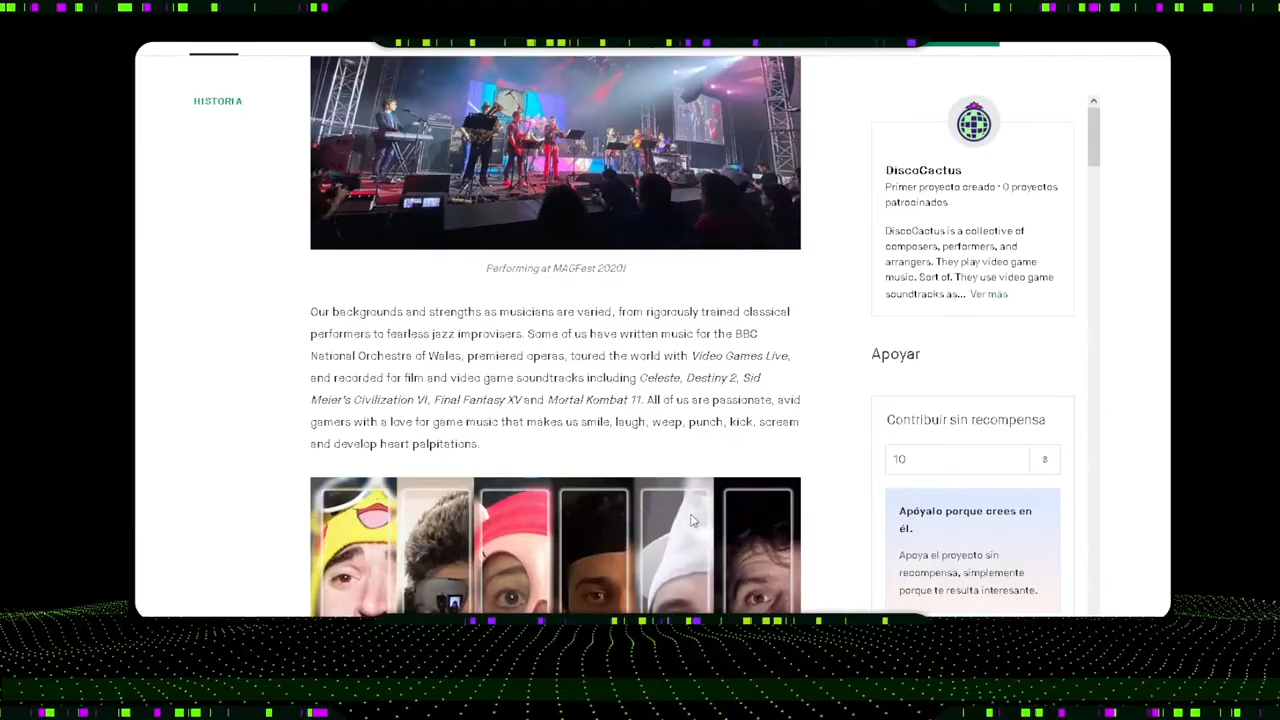 HISTORIA
Performing at MAGFest 2020!
Our backgrounds and strengths as musicians are varied, from rigorously trained classical
performers to fearless jazz improvisers. Some of us have written music for the BBC
National Orchestra of Wales, premiered operas, toured the world with Video Games Live,
and recorded for film and video game soundtracks including Celeste, Destiny 2, Sid
Meier's Civilization VI, Final Fantasy XV and Mortal Kombat 11. All of us are passionate, avid
gamers with a love for game music that makes us smile, laugh, weep, punch, kick, scream
and develop heart palpitations.
DiscoCactus
Primer proyecto creado · 0 proyectos
patrocinados
DiscoCactus is a collective of
composers, performers, and
arrangers. They play video game
music. Sort of. They use video game
soundtracks as... Ver más
Apoyar
Contribuir sin recompensa
10
$
Apóyalo porque crees en
él.
Apoya el proyecto sin
recompensa, simplemente
porque te resulta interesante.